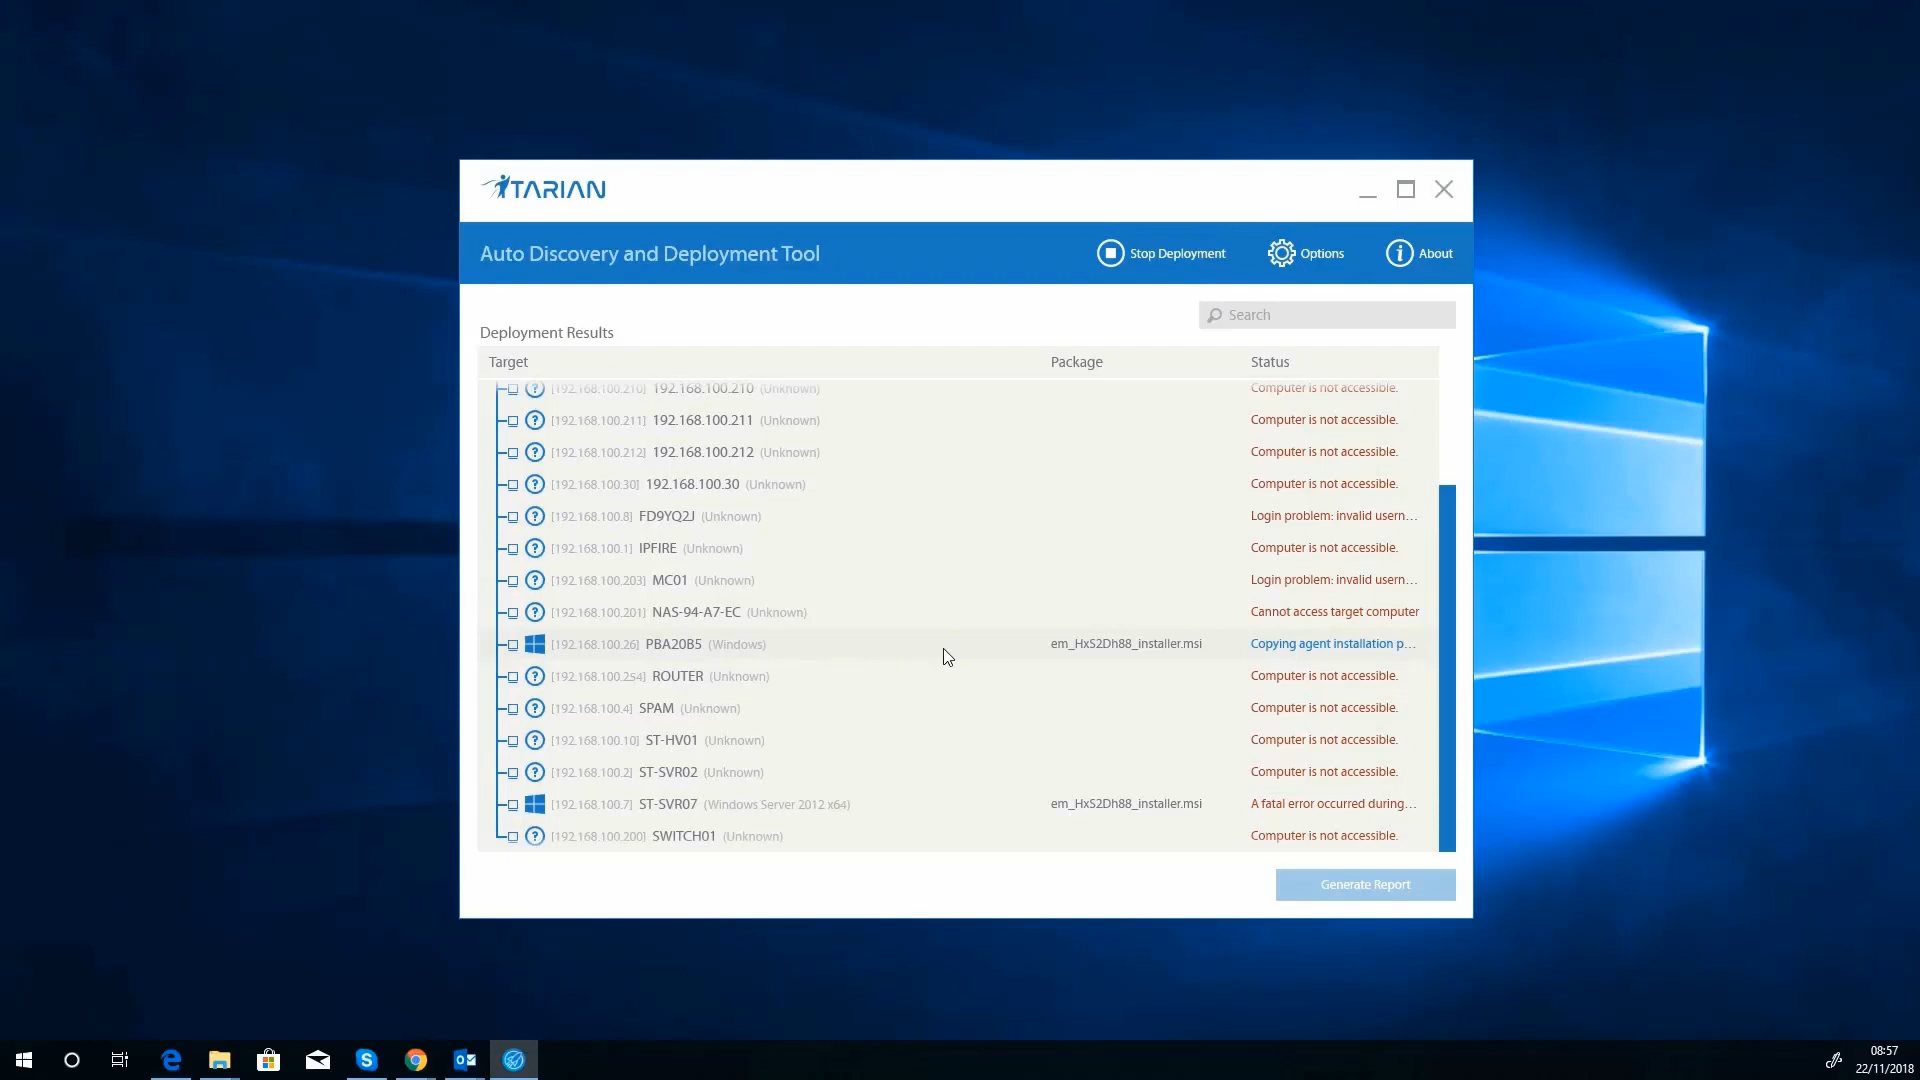 ITARIAN
Auto Discovery and Deployment Tool
Stop Deployment
Options
About
Search
Deployment Results
Target Package Status
[192.168.100.210] 192.168.100.210 (Unknown) Computer is not accessible.
[192.168.100.211] 192.168.100.211 (Unknown) Computer is not accessible.
[192.168.100.212] 192.168.100.212 (Unknown) Computer is not accessible.
[192.168.100.30] 192.168.100.30 (Unknown) Computer is not accessible.
[192.168.100.8] FD9YQ2J (Unknown) Login problem: invalid usern...
[192.168.100.1] IPFIRE (Unknown) Computer is not accessible.
[192.168.100.203] MC01 (Unknown) Login problem: invalid usern...
[192.168.100.201] NAS-94-A7-EC (Unknown) Cannot access target computer
[192.168.100.26] PBA20B5 (Windows) em_HxS2Dh88_installer.msi Copying agent installation p...
[192.168.100.254] ROUTER (Unknown) Computer is not accessible.
[192.168.100.4] SPAM (Unknown) Computer is not accessible.
[192.168.100.10] ST-HV01 (Unknown) Computer is not accessible.
[192.168.100.2] ST-SVR02 (Unknown) Computer is not accessible.
[192.168.100.7] ST-SVR07 (Windows Server 2012 x64) em_HxS2Dh88_installer.msi A fatal error occurred during...
[192.168.100.200] SWITCH01 (Unknown) Computer is not accessible.
Generate Report
08:57
22/11/2018